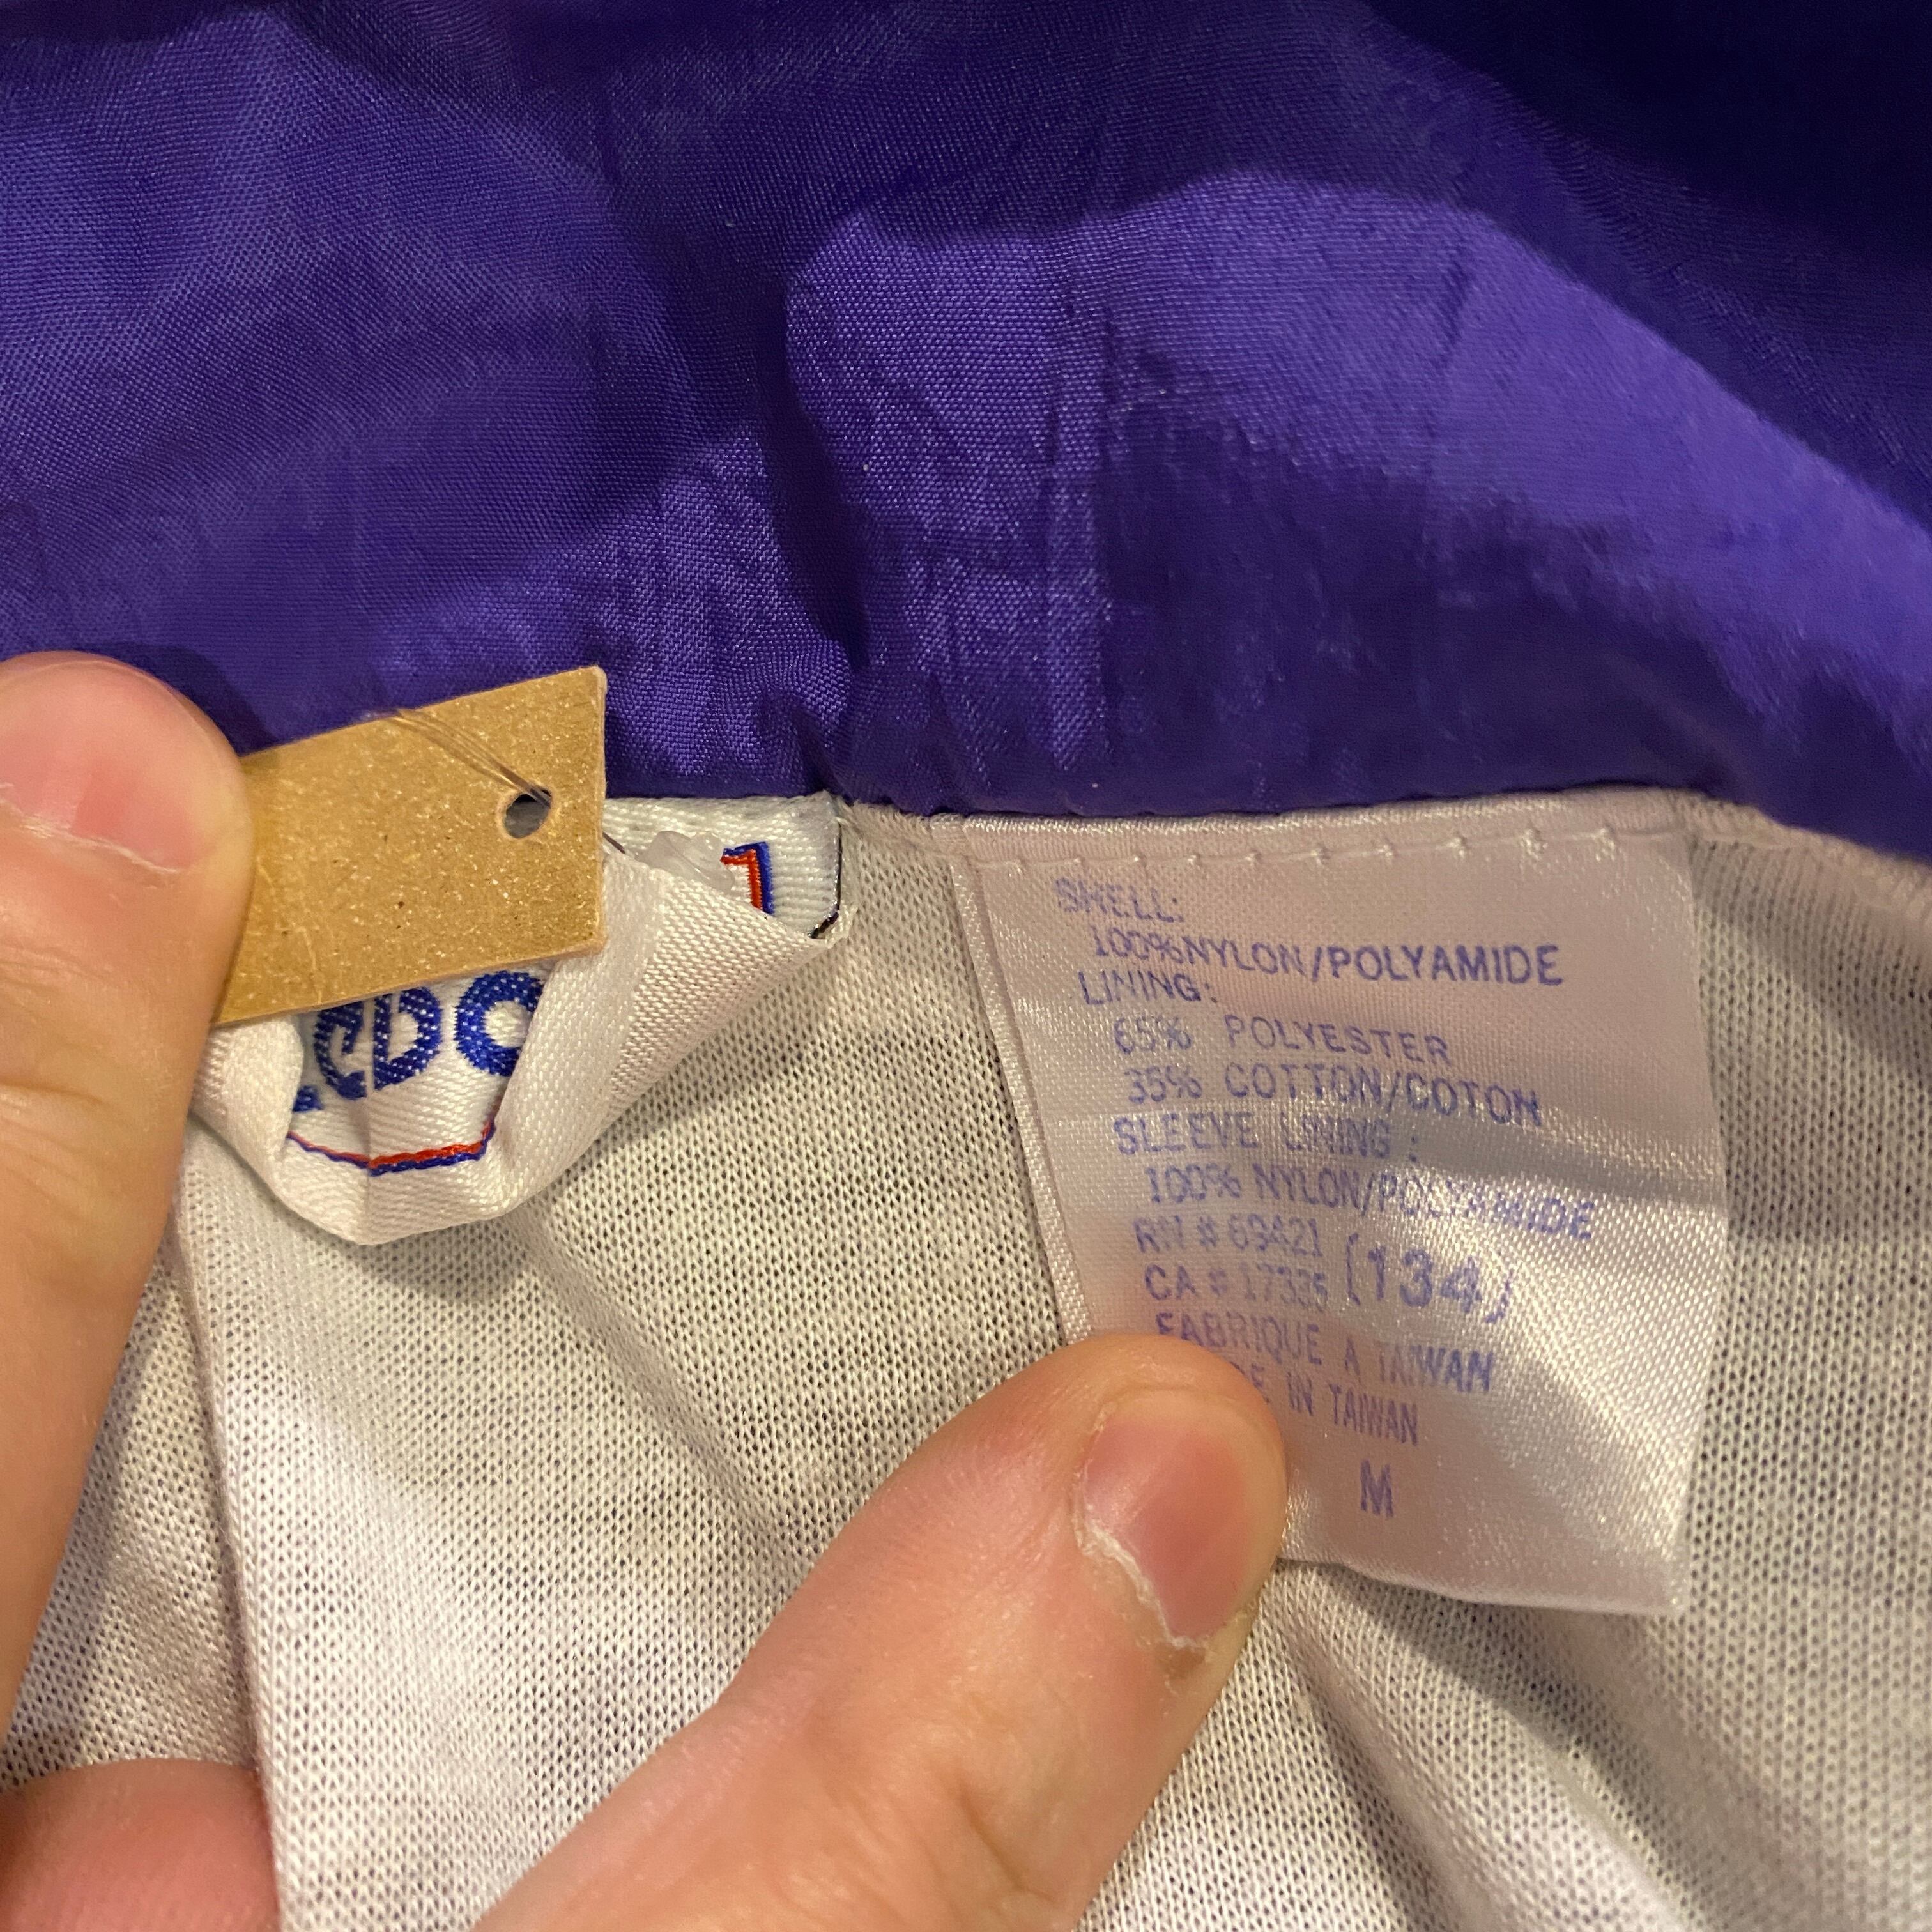 SHELL:
100%NYLON/POLYAMIDE
LINING:
65% POLYESTER
35% COTTON/COTON
SLEEVE LINING:
100% NYLON/POLYAMIDE
RN # 69421 (134)
CA # 17335
FABRIQUE A TAIWAN
IN TAIWAN
M